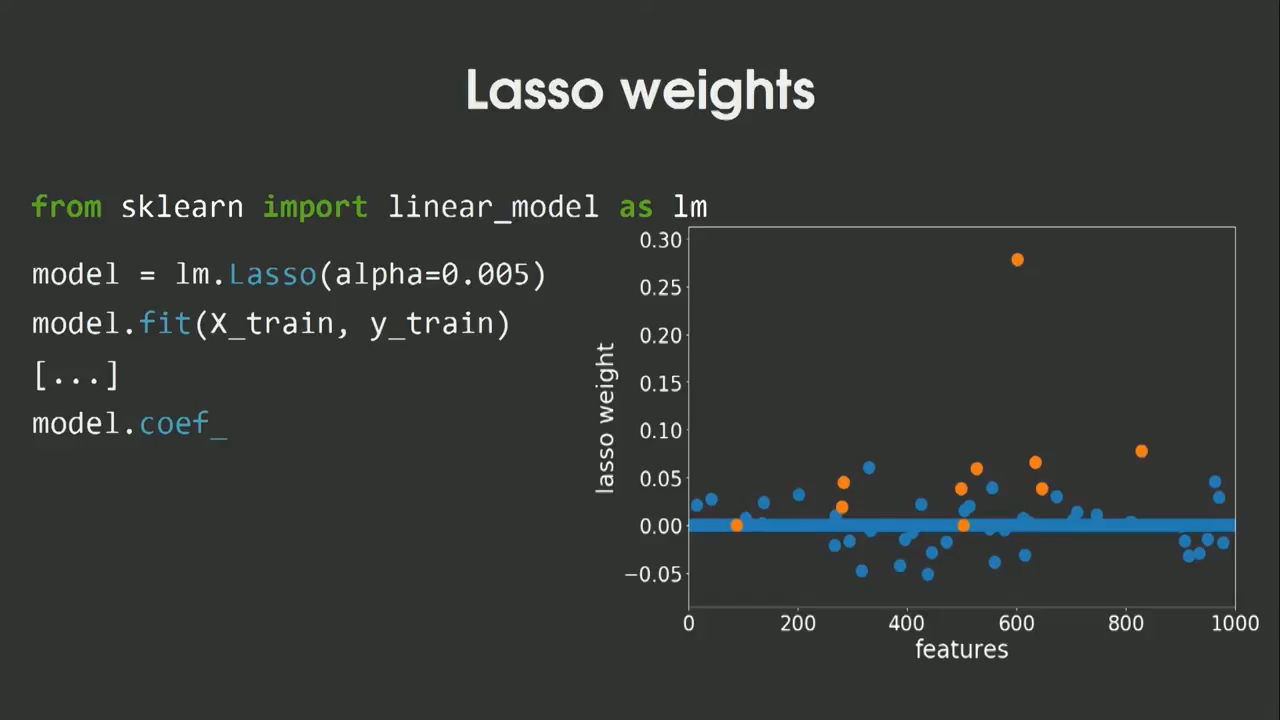 Lasso weights
from sklearn import linear_model as lm
model = lm.Lasso(alpha=0.005)
model.fit(X_train, y_train)
[...]
model.coef_
lasso weight
0.30
0.25
0.20
0.15
0.10
0.05
0.00
−0.05
0 200 400 600 800 1000
features